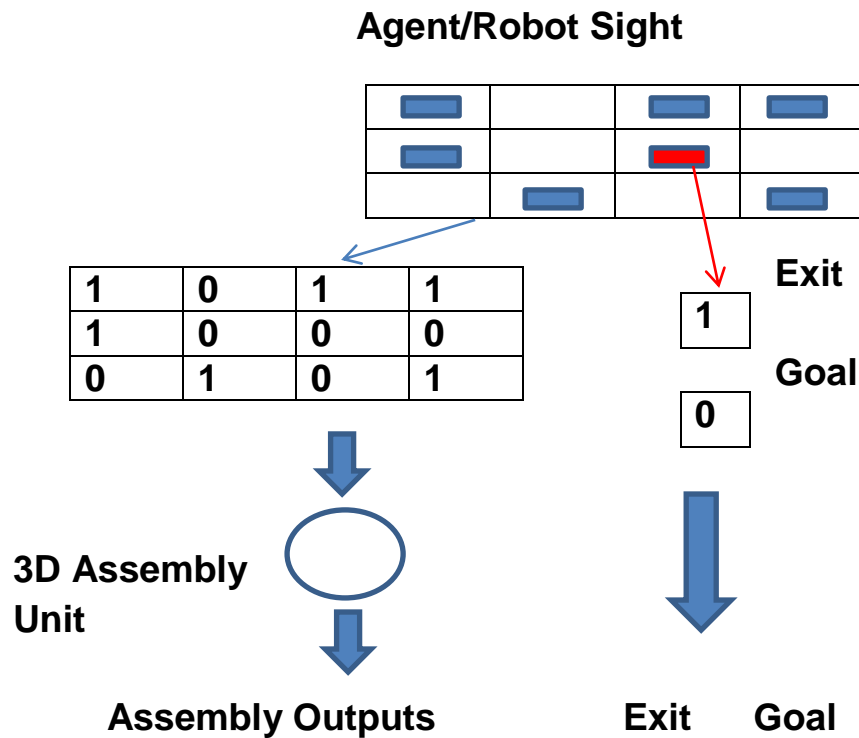 Agent/Robot Sight
1 0 1 1
1 0 0 0
0 1 0 1
Exit
1
Goal
0
3D Assembly
Unit
Assembly Outputs
Exit Goal